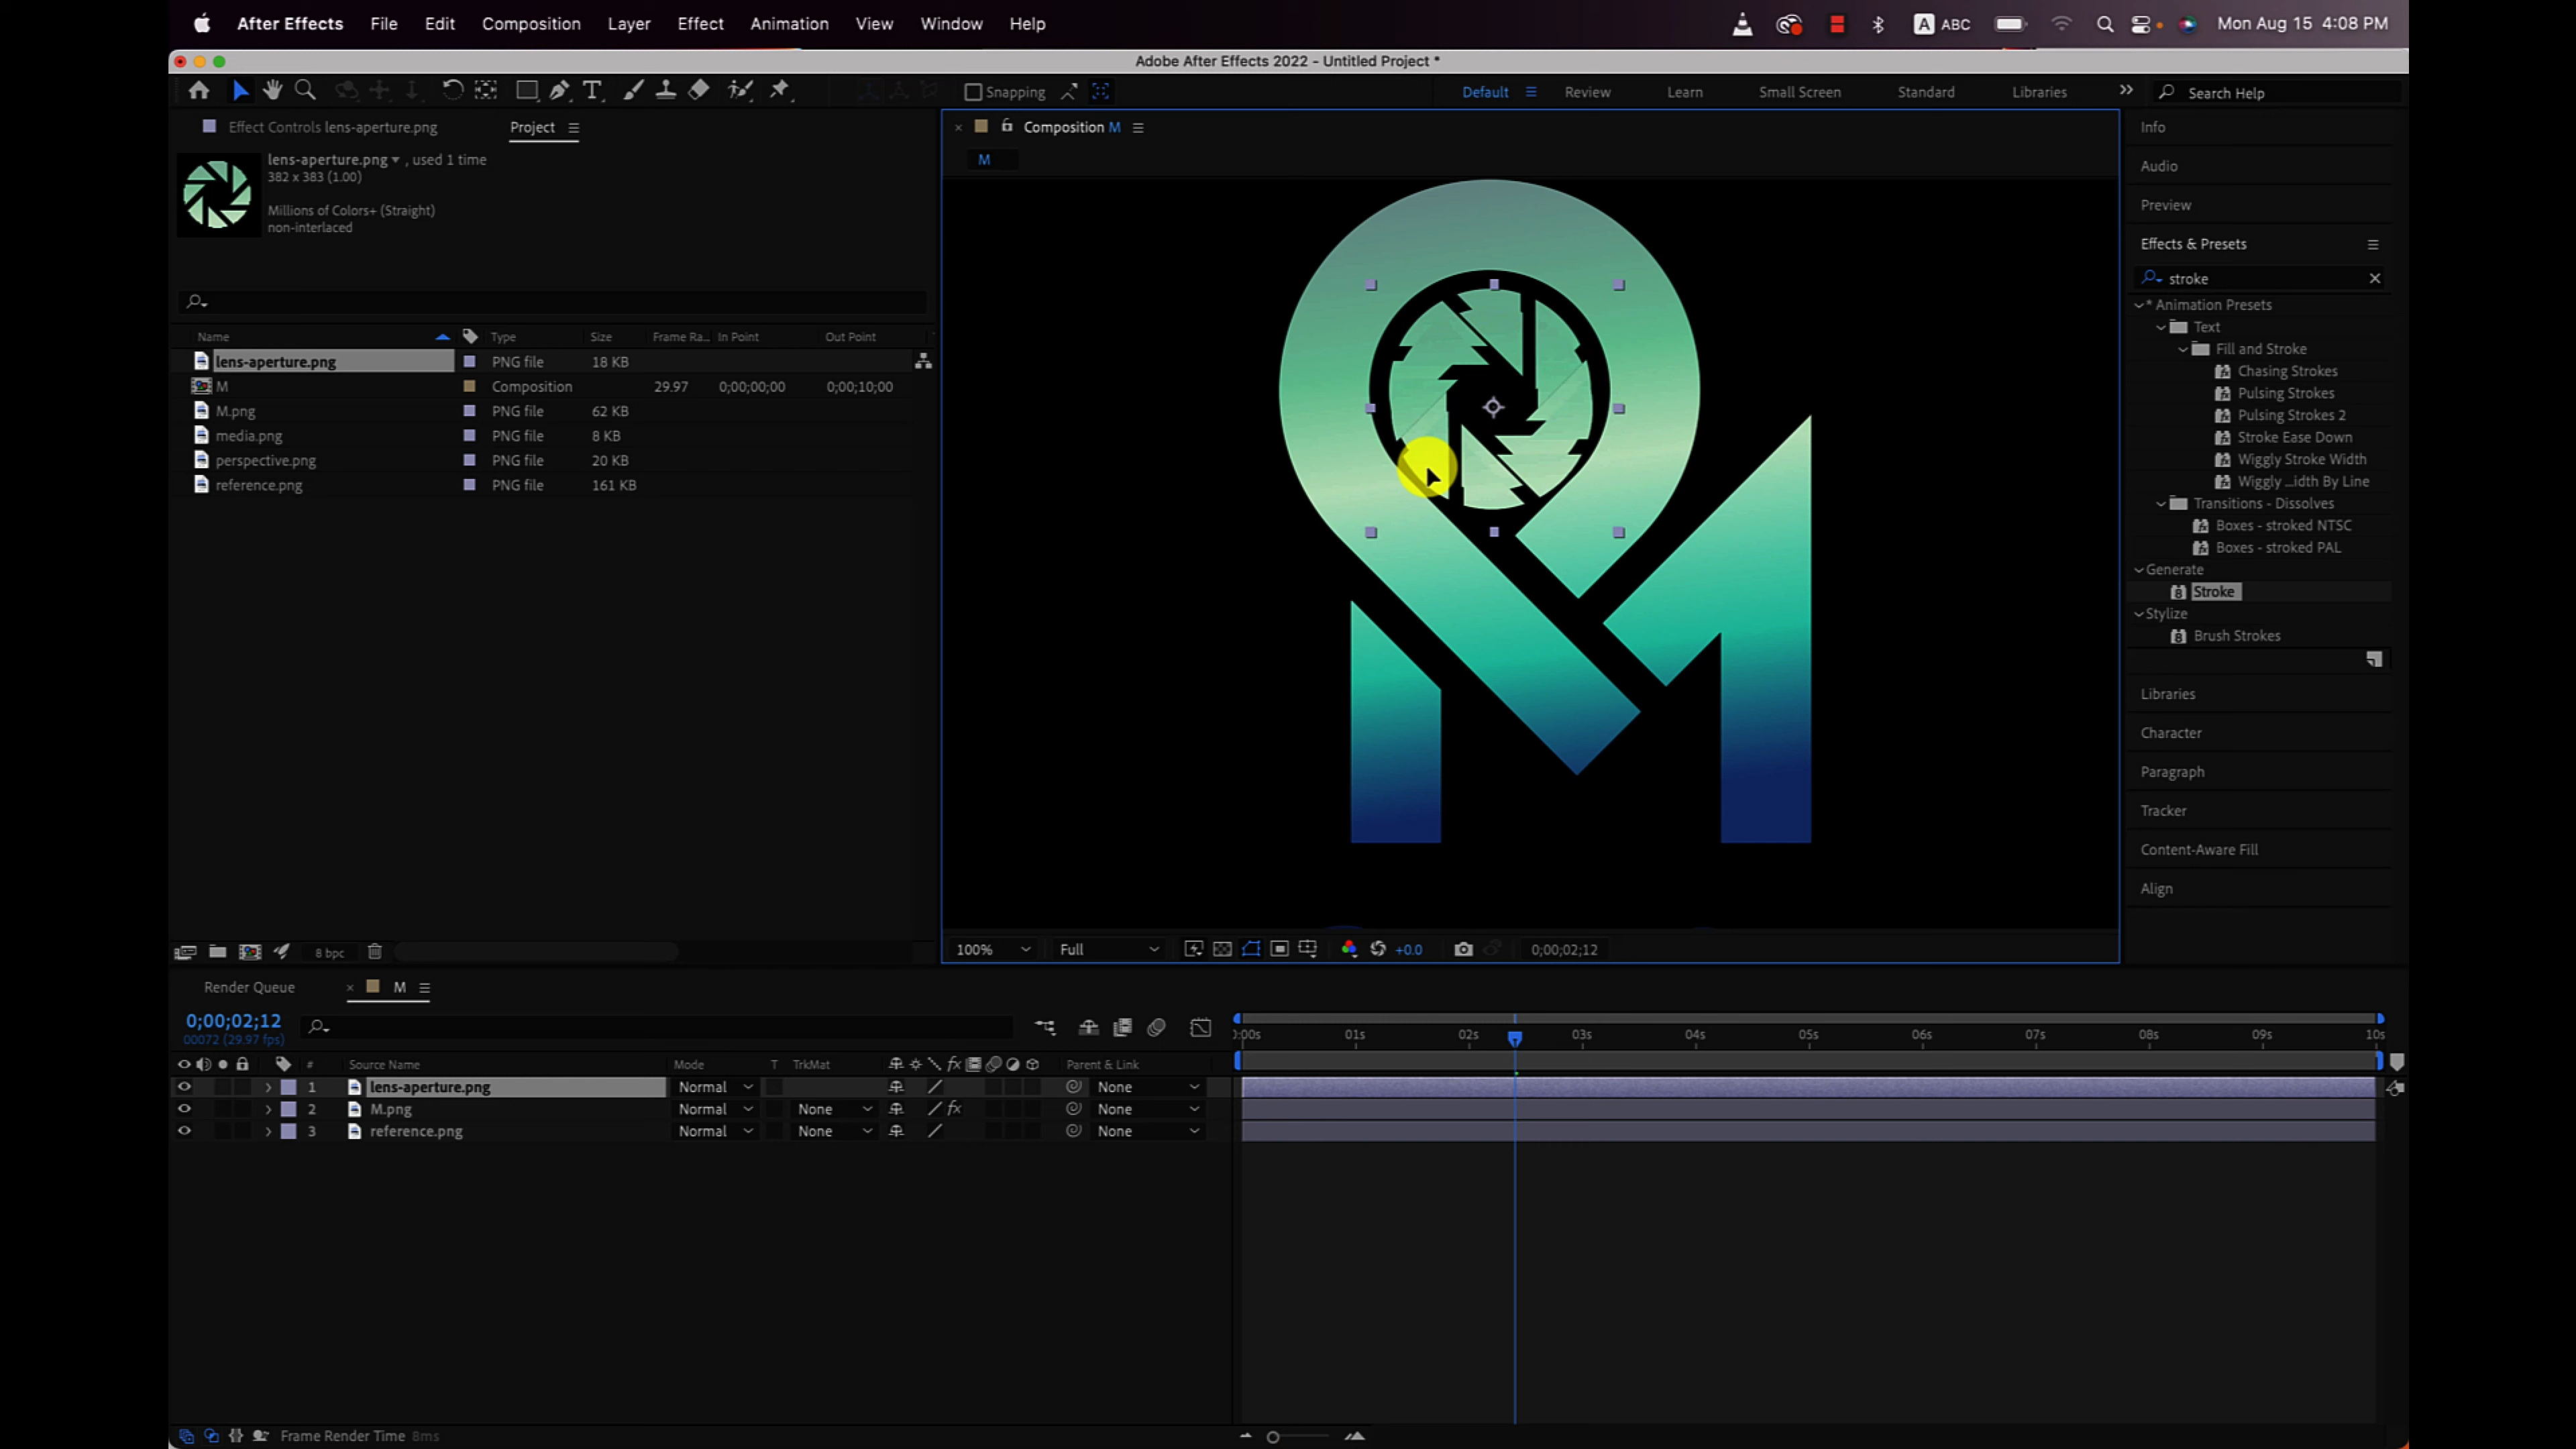 After Effects File Edit Composition Layer Effect Animation View Window Help A ABC Mon Aug 15 4:08 PM
Adobe After Effects 2022 - Untitled Project *
Snapping Default Review Learn Small Screen Standard Libraries Search Help
Effect Controls lens-aperture.png Project
Composition M
M
lens-aperture.png , used 1 time
382 x 383 (1.00)
Millions of Colors+ (Straight)
non-interlaced
Name Type Size Frame Ra... In Point Out Point
lens-aperture.png PNG file 18 KB
M Composition 29.97 0;00;00;00 0;00;10;00
M.png PNG file 62 KB
media.png PNG file 8 KB
perspective.png PNG file 20 KB
reference.png PNG file 161 KB
8 bpc
100% Full +0.0 0;00;02;12
Info
Audio
Preview
Effects & Presets
stroke
* Animation Presets
Text
Fill and Stroke
Chasing Strokes
Pulsing Strokes
Pulsing Strokes 2
Stroke Ease Down
Wiggly Stroke Width
Wiggly ...idth By Line
Transitions - Dissolves
Boxes - stroked NTSC
Boxes - stroked PAL
Generate
Stroke
Stylize
Brush Strokes
Libraries
Character
Paragraph
Tracker
Content-Aware Fill
Align
Render Queue M
0;00;02;12
00072 (29.97 fps)
:00s 01s 02s 03s 04s 05s 06s 07s 08s 09s 10s
# Source Name Mode T TrkMat fx Parent & Link
1 lens-aperture.png Normal None
2 M.png Normal None fx None
3 reference.png Normal None None
Frame Render Time 8ms